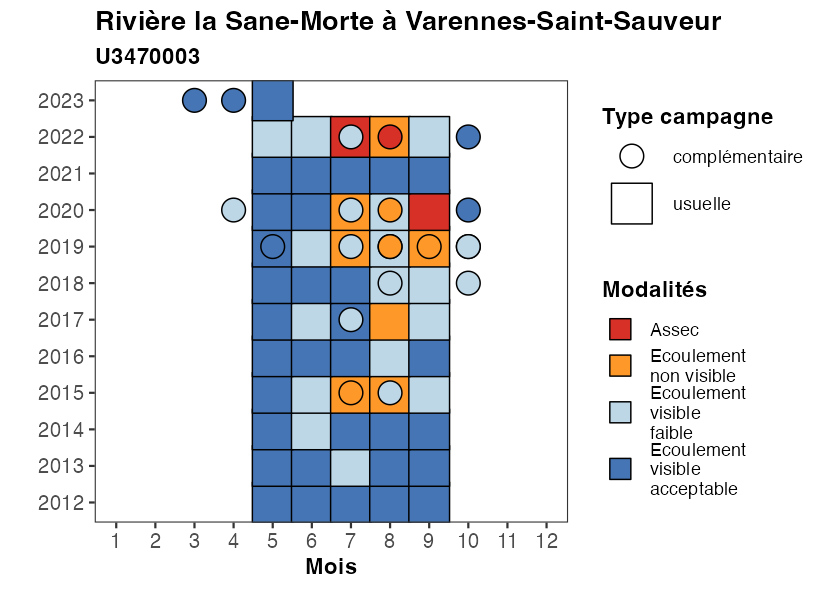 Rivière la Sane-Morte à Varennes-Saint-Sauveur
U3470003
2023
2022
2021
2020
2019
2018
2017
2016
2015
2014
2013
2012
1 2 3 4 5 6 7 8 9 10 11 12
Mois
Type campagne
complémentaire
usuelle
Modalités
Assec
Ecoulement
non visible
Ecoulement
visible
faible
Ecoulement
visible
acceptable